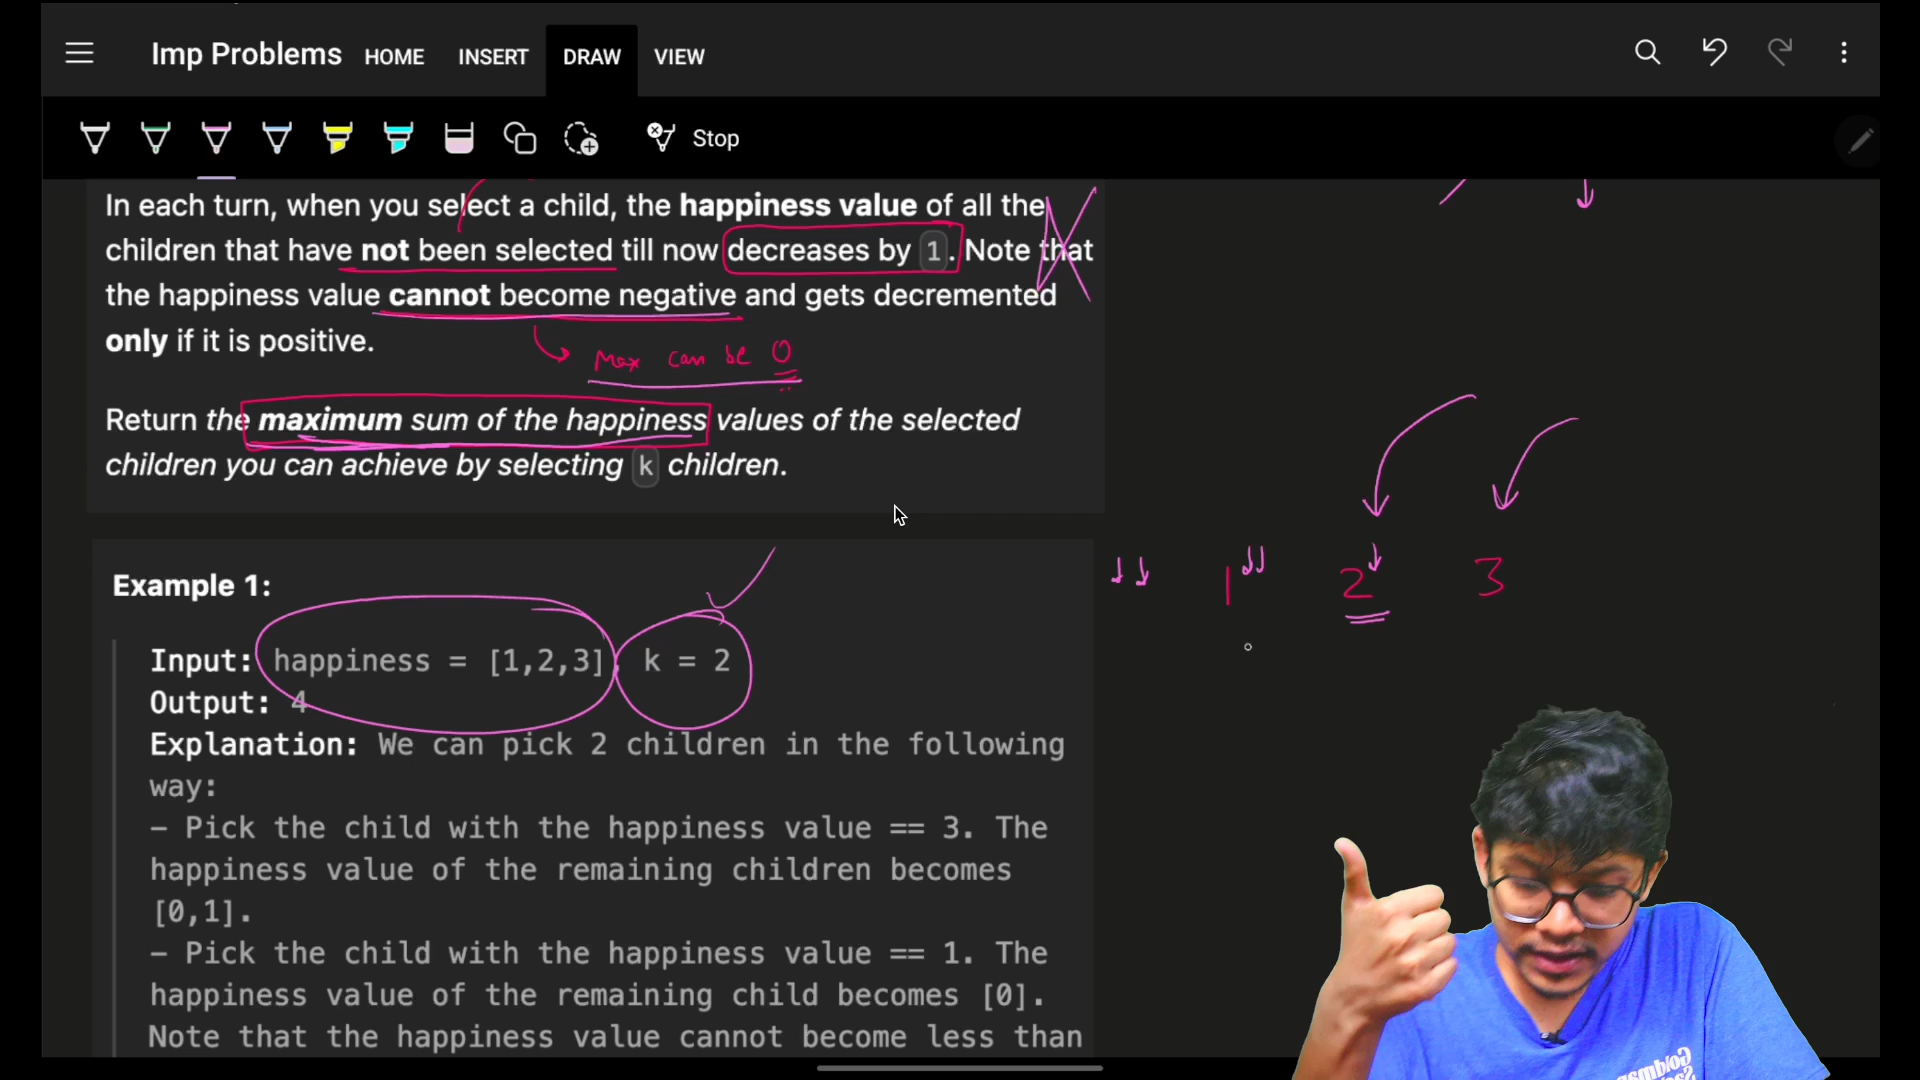 Imp Problems HOME INSERT DRAW VIEW
Stop
In each turn, when you select a child, the happiness value of all the
children that have not been selected till now decreases by 1. Note that
the happiness value cannot become negative and gets decremented
only if it is positive.
Max can be 0
Return the maximum sum of the happiness values of the selected
children you can achieve by selecting k children.
1 2 3
Example 1:
Input: happiness = [1,2,3] k = 2
Output: 4
Explanation: We can pick 2 children in the following
way:
- Pick the child with the happiness value == 3. The
happiness value of the remaining children becomes
[0,1].
- Pick the child with the happiness value == 1. The
happiness value of the remaining child becomes [0].
Note that the happiness value cannot become less than